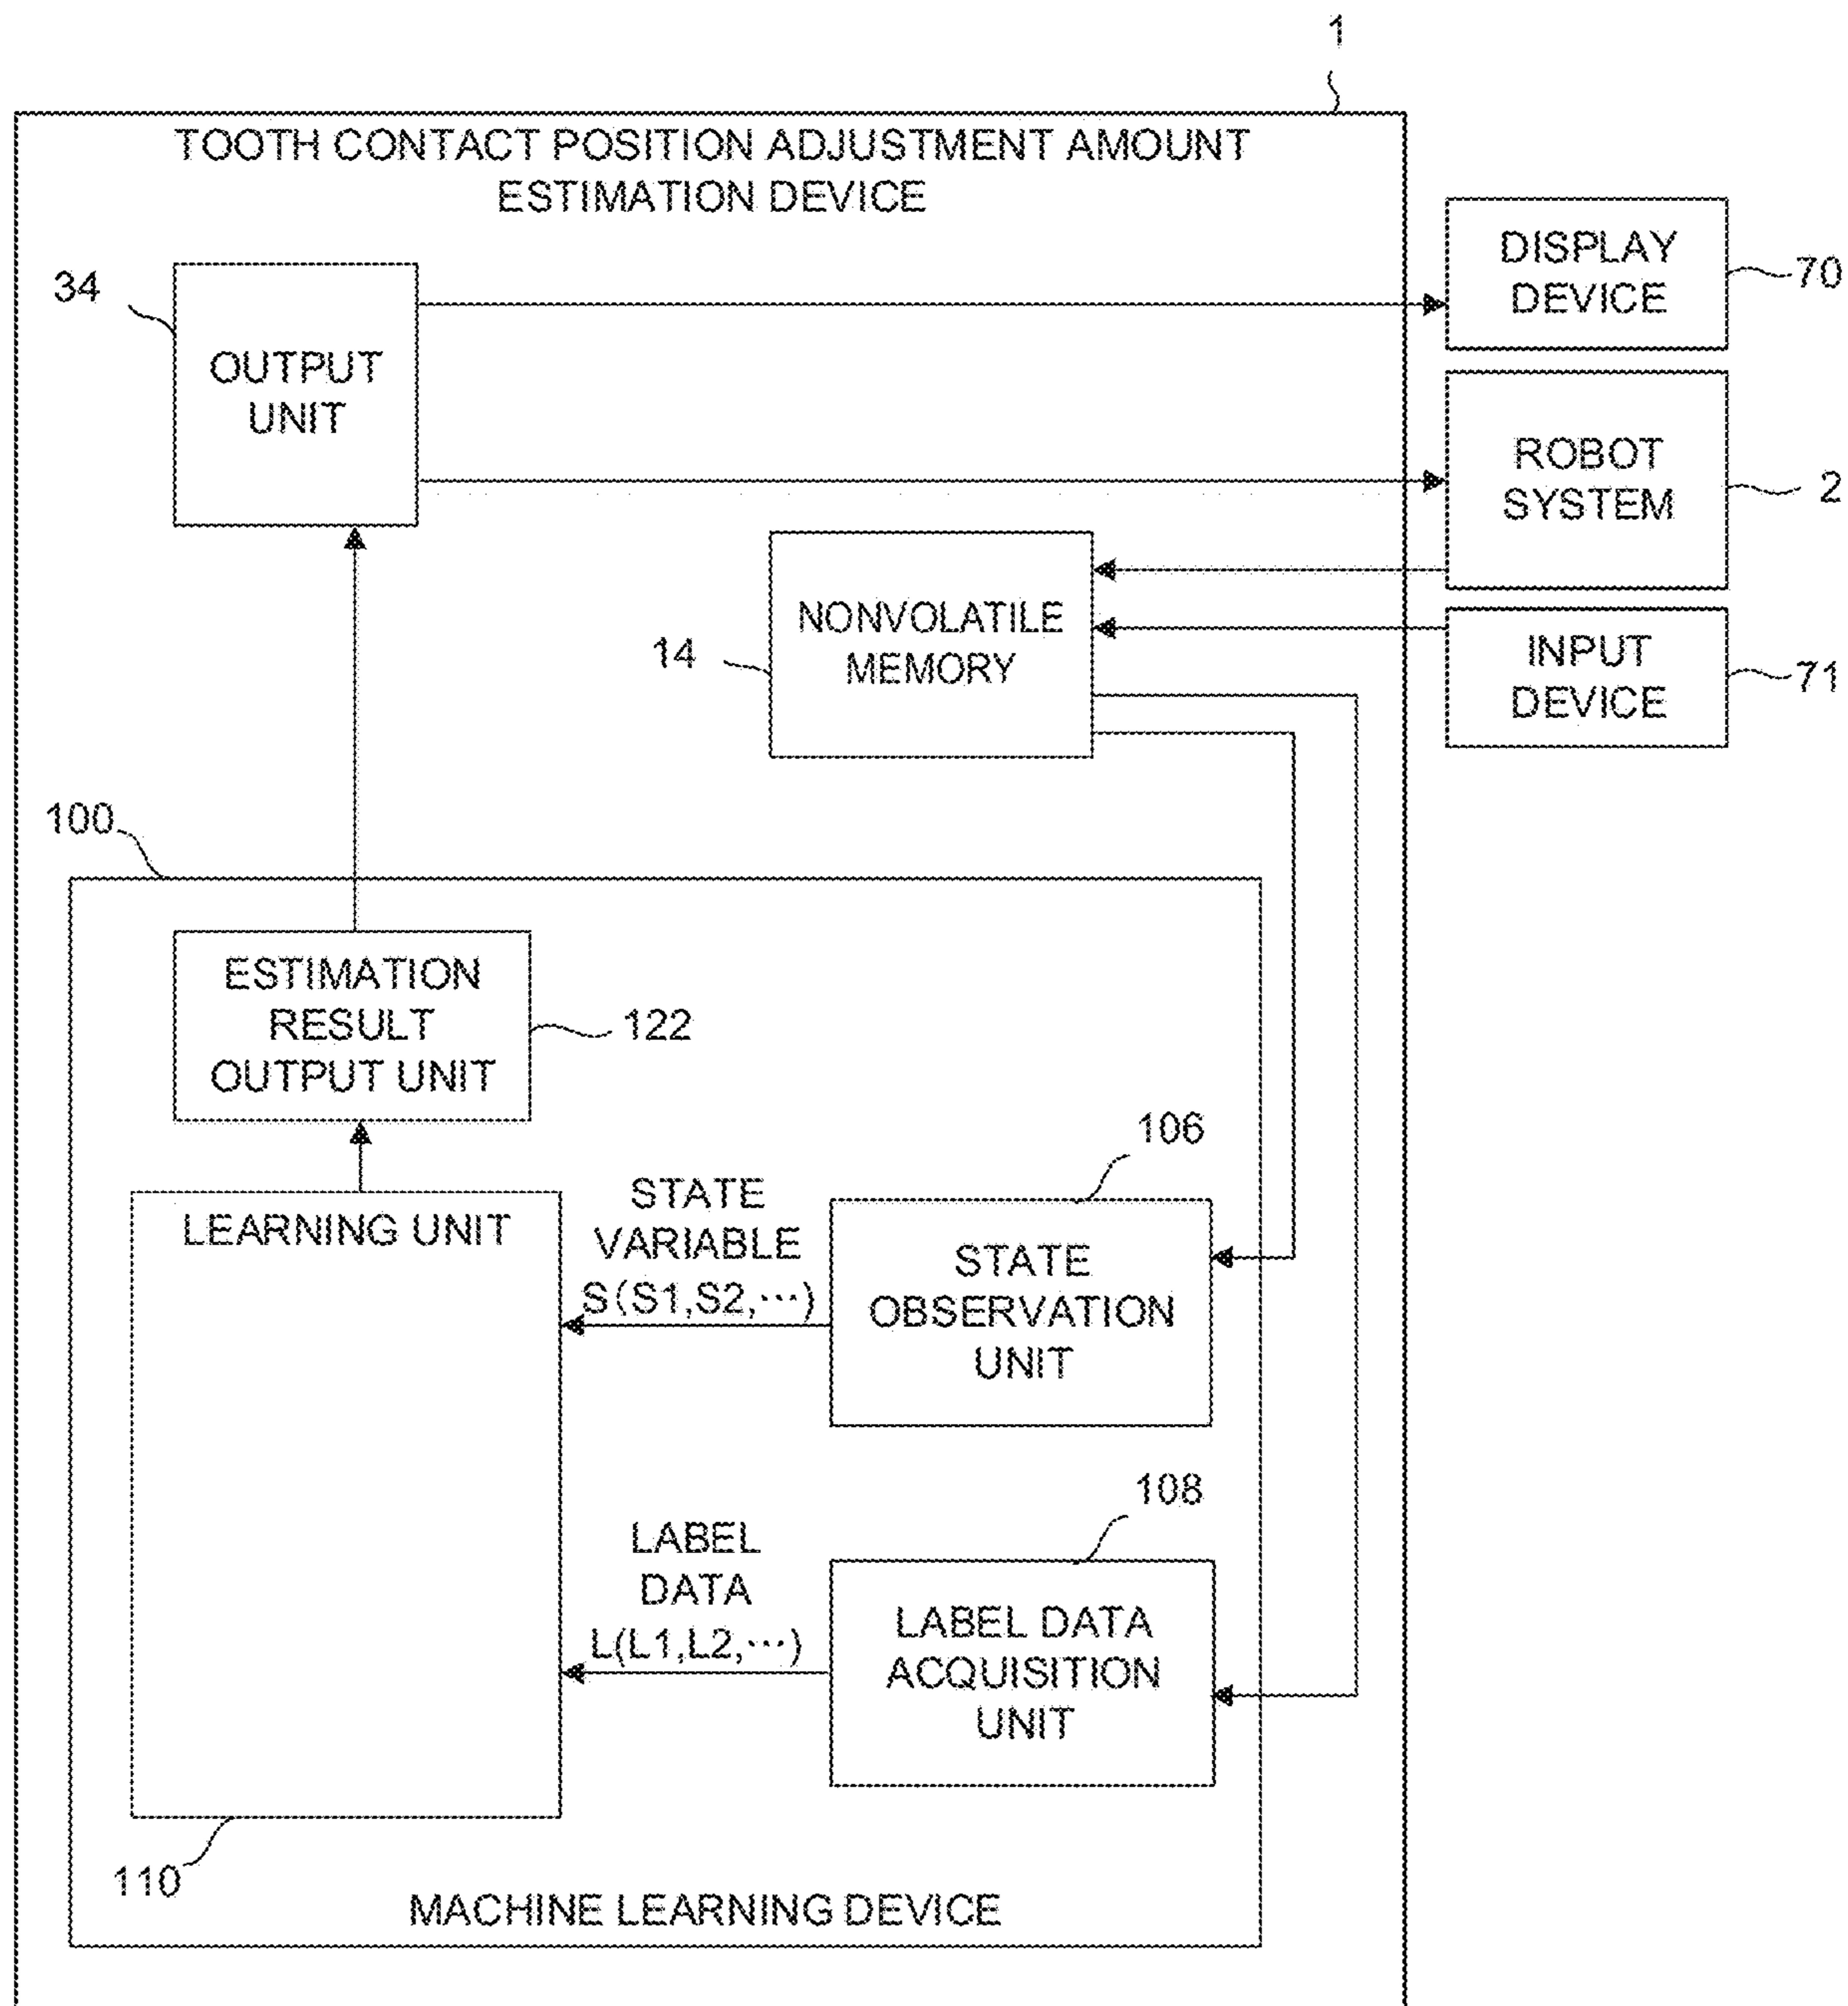 1
TOOTH CONTACT POSITION ADJUSTMENT AMOUNT
ESTIMATION DEVICE
34
OUTPUT
UNIT
DISPLAY
DEVICE
70
ROBOT
SYSTEM
2
NONVOLATILE
MEMORY
14
INPUT
DEVICE
71
100
ESTIMATION
RESULT
OUTPUT UNIT
122
106
LEARNING UNIT
STATE
VARIABLE
S(S1,S2,…)
STATE
OBSERVATION
UNIT
108
LABEL
DATA
L(L1,L2,…)
LABEL DATA
ACQUISITION
UNIT
110
MACHINE LEARNING DEVICE